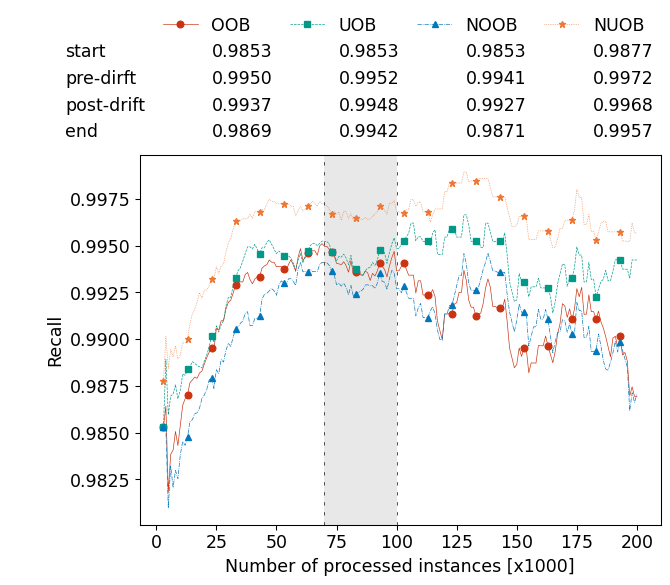 OOB UOB NOOB NUOB
start 0.9853 0.9853 0.9853 0.9877
pre-dirft 0.9950 0.9952 0.9941 0.9972
post-drift 0.9937 0.9948 0.9927 0.9968
end 0.9869 0.9942 0.9871 0.9957
0.9975
0.9950
0.9925
0.9900
0.9875
0.9850
0.9825
Recall
0 25 50 75 100 125 150 175 200
Number of processed instances [x1000]